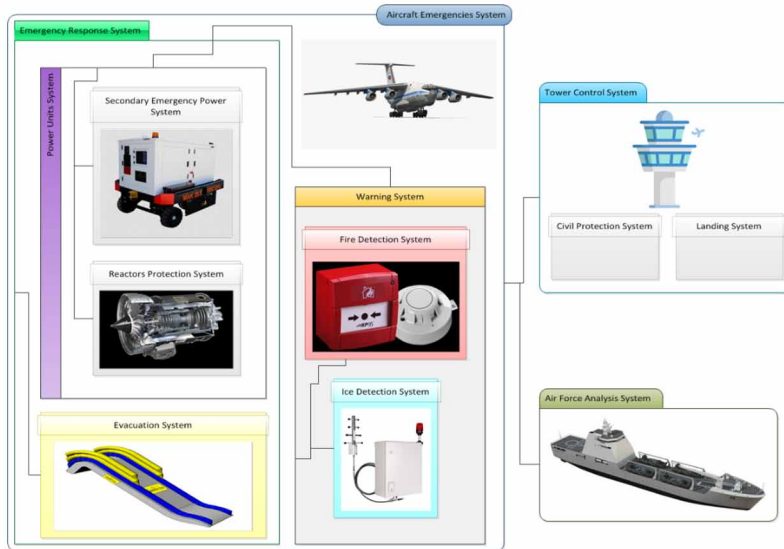 Aircraft Emergencies System
Emergency Response System
Power Units System
Secondary Emergency Power
System
Reactors Protection System
Evacuation System
Warning System
Fire Detection System
Ice Detection System
Tower Control System
Civil Protection System
Landing System
Air Force Analysis System